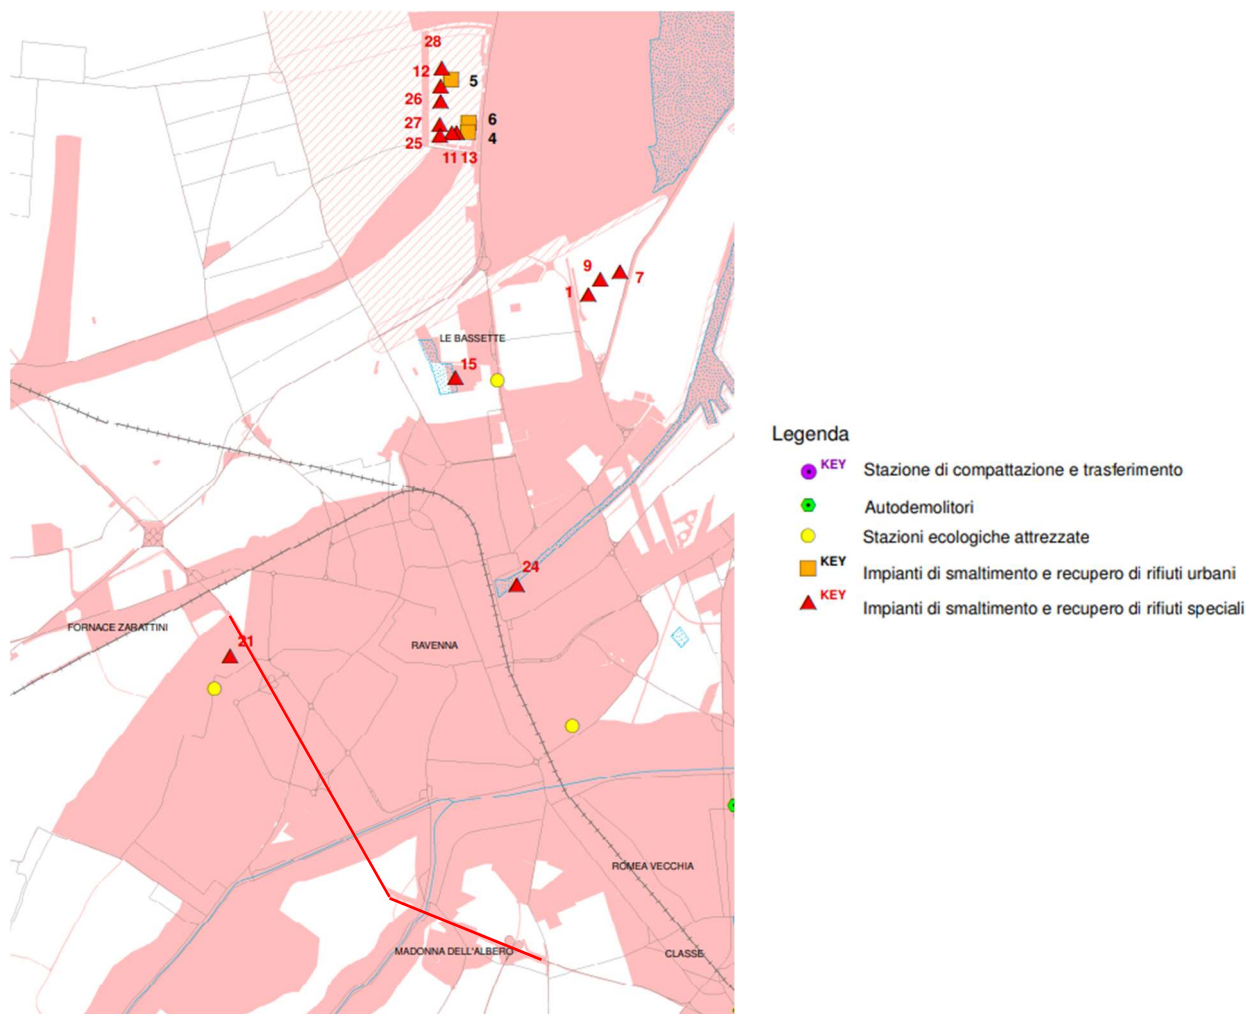 28
12
5
26
6
27
4
25
11 13
9
7
1
LE BASSETTE
15
24
FORNACE ZARATTINI
21
RAVENNA
ROMEA VECCHIA
MADONNA DELL'ALBERO
CLASSE
Legenda
KEY Stazione di compattazione e trasferimento
Autodemolitori
Stazioni ecologiche attrezzate
KEY Impianti di smaltimento e recupero di rifiuti urbani
KEY Impianti di smaltimento e recupero di rifiuti speciali